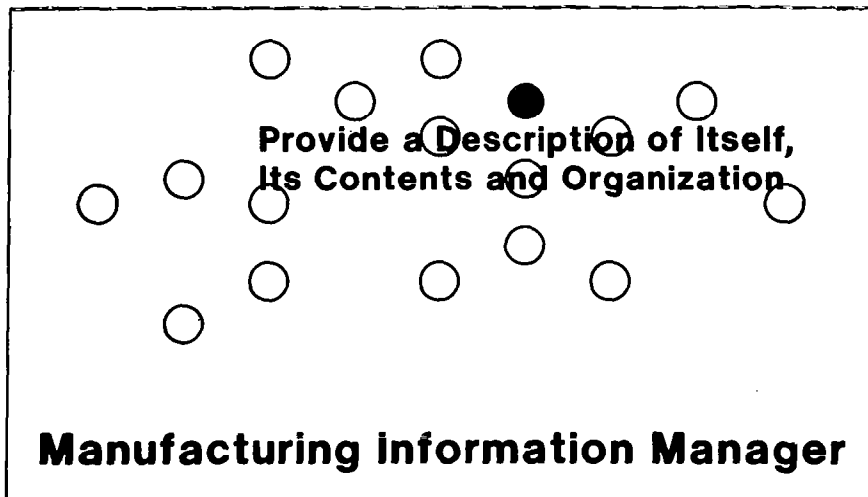 Provide a Description of Itself,
Its Contents and Organization
Manufacturing Information Manager